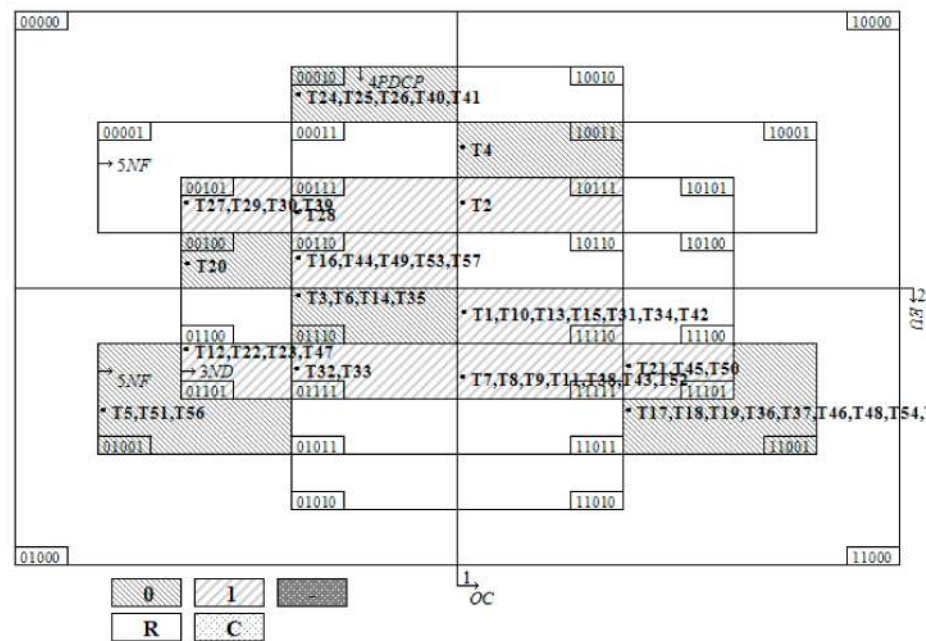 00000 10000
00010 4PDCP 10010
T24,T25,T26,T40,T41
00001 00011 10011 10001
T4
5NF
00101 00111 10111 10101
T27,T29,T30,T39 T2
T28
00100 00110 10110 10100
T20 T16,T44,T49,T53,T57
T3,T6,T14,T35 2
T1,T10,T13,T15,T31,T34,T42 EU
01100 01110 11110 11100
T12,T22,T23,T47
5NF 3ND T32,T33 T21,T45,T50
T7,T8,T9,T11,T38,T43,T52
01101 01111 11111 11101
T5,T51,T56 T17,T18,T19,T36,T37,T46,T48,T54,
01001 01011 11011 11001
01010 11010
01000 11000
1
OC
0 1 -
R C